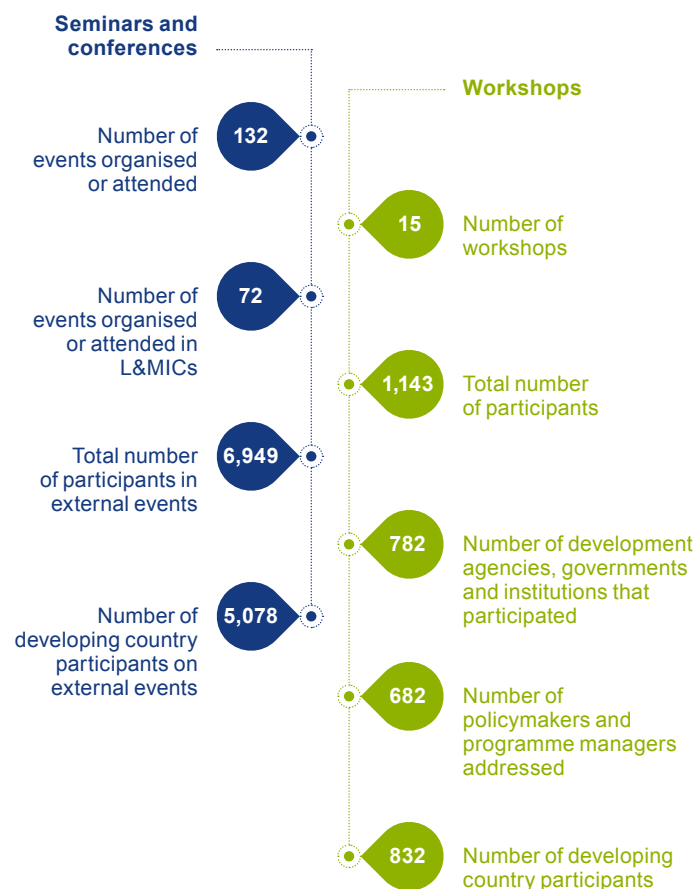 Seminars and
conferences
132
Number of
events organised
or attended
72
Number of
events organised
or attended in
L&MICs
6,949
Total number
of participants in
external events
5,078
Number of
developing country
participants on
external events
Workshops
15
Number of
workshops
1,143
Total number
of participants
782
Number of development
agencies, governments
and institutions that
participated
682
Number of
policymakers and
programme managers
addressed
832
Number of developing
country participants